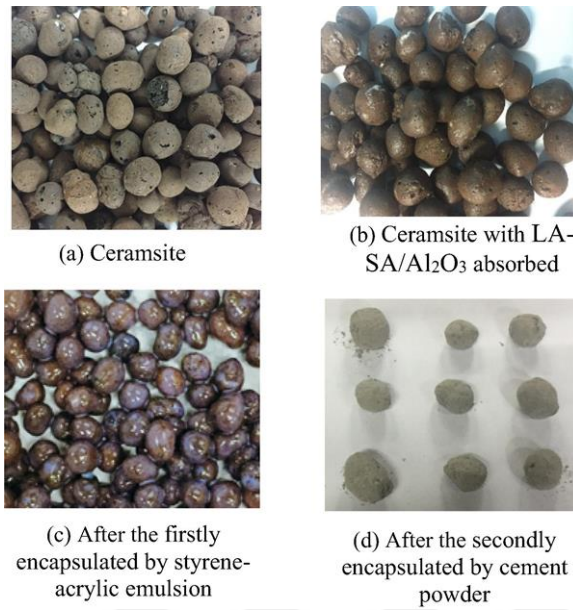 (a) Ceramsite
(b) Ceramsite with LA-
SA/Al₂O₃ absorbed
(c) After the firstly
encapsulated by styrene-
acrylic emulsion
(d) After the secondly
encapsulated by cement
powder